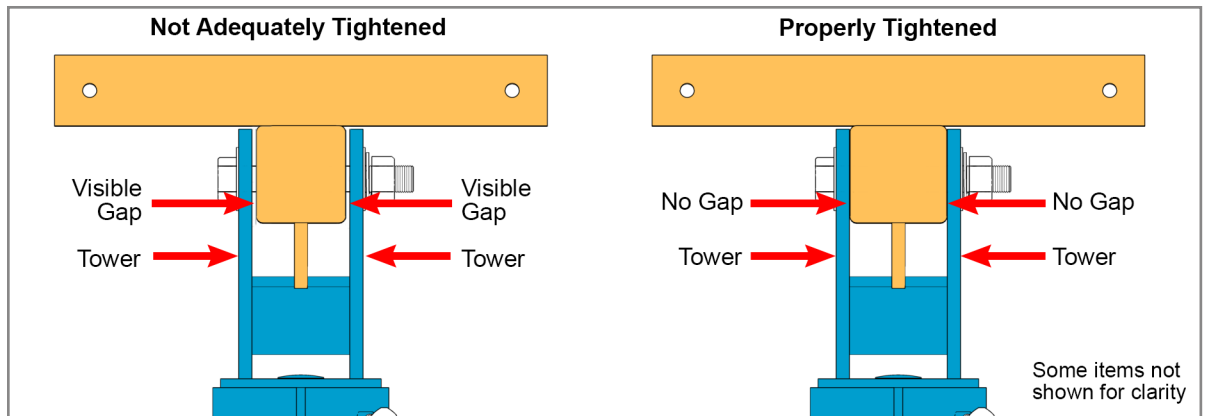 Not Adequately Tightened
Visible
Gap
Visible
Gap
Tower
Tower
Properly Tightened
No Gap
No Gap
Tower
Tower
Some items not
shown for clarity